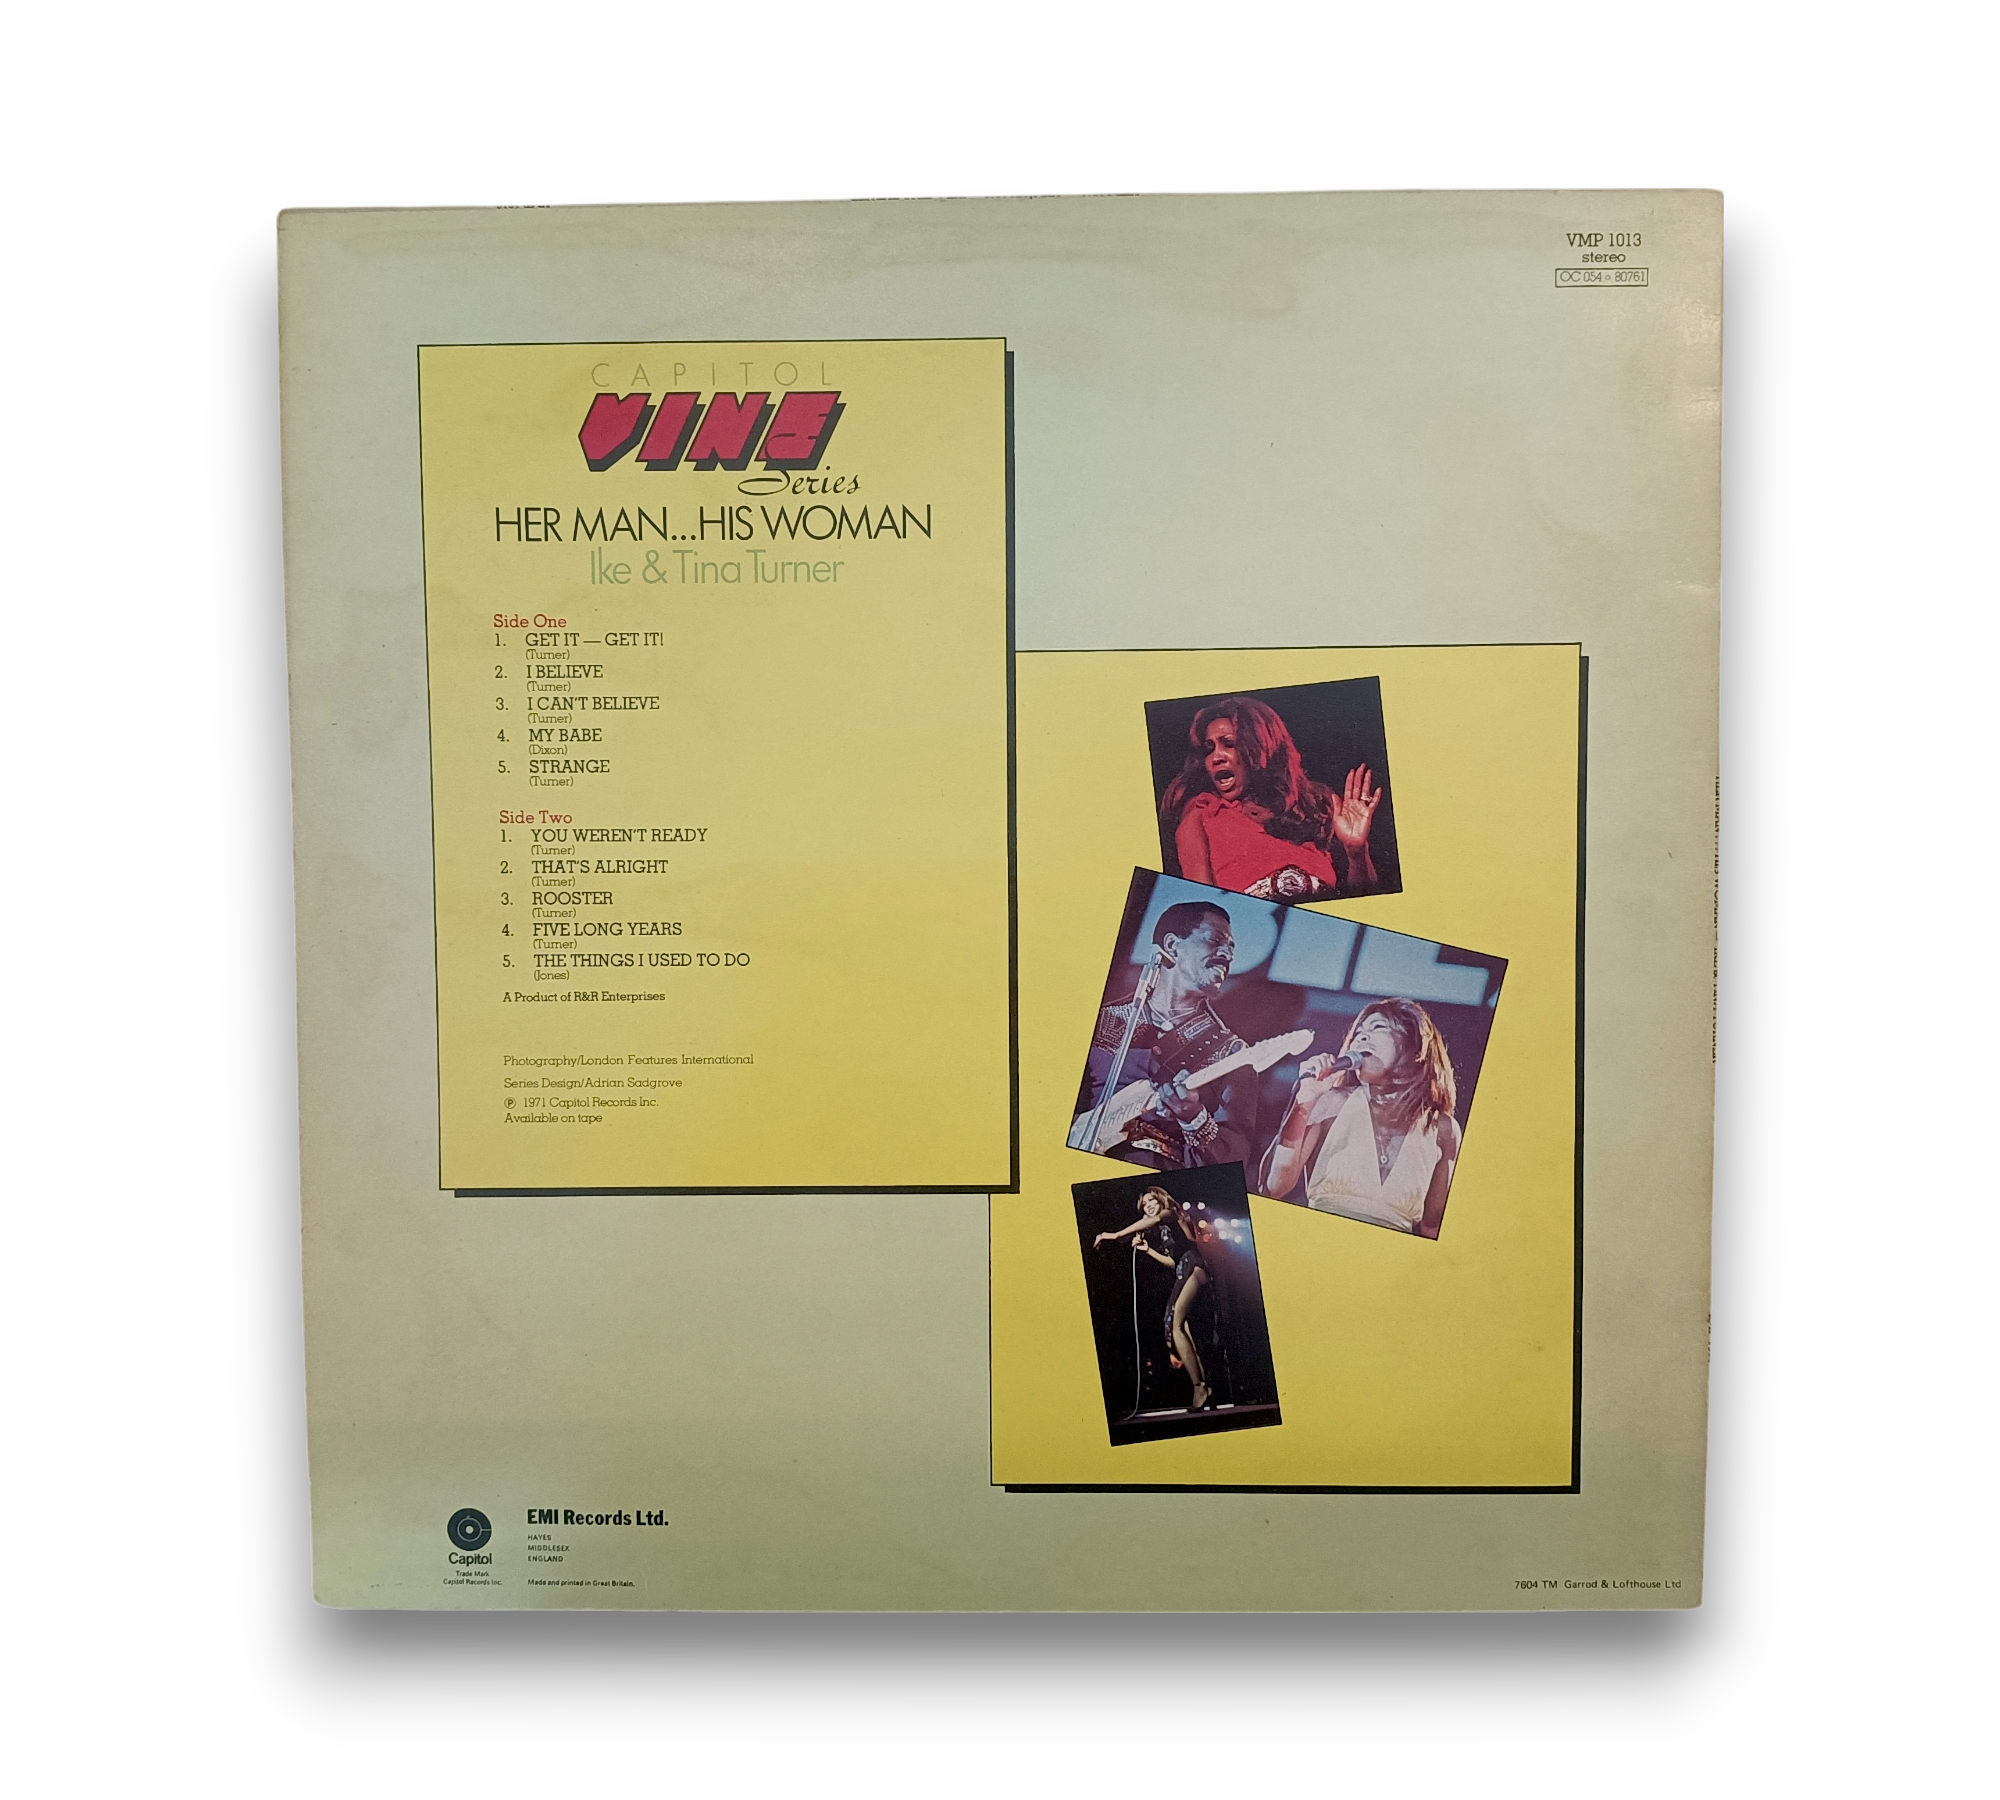 VMP 1013
stereo
OC 054 ○ 80761
CAPITOL
VINE
Series
HER MAN...HIS WOMAN
Ike & Tina Turner
Side One
1. GET IT — GET IT!
(Turner)
2. I BELIEVE
(Turner)
3. I CAN'T BELIEVE
(Turner)
4. MY BABE
(Dixon)
5. STRANGE
(Turner)
Side Two
1. YOU WEREN'T READY
(Turner)
2. THAT'S ALRIGHT
(Turner)
3. ROOSTER
(Turner)
4. FIVE LONG YEARS
(Turner)
5. THE THINGS I USED TO DO
(Jones)
A Product of R&R Enterprises
Photography/London Features International
Series Design/Adrian Sadgrove
℗ 1971 Capitol Records Inc.
Available on tape
Capitol
Trade Mark
Capitol Records Inc.
EMI Records Ltd.
HAYES
MIDDLESEX
ENGLAND
Made and printed in Great Britain.
7604 TM Garrod & Lofthouse Ltd